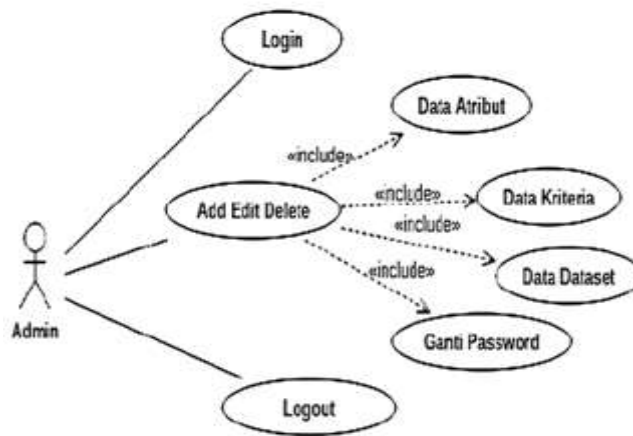 Login
Data Atribut
«include»
Add Edit Delete
«include»
Data Kriteria
«include»
Data Dataset
«include»
Admin
Ganti Password
Logout